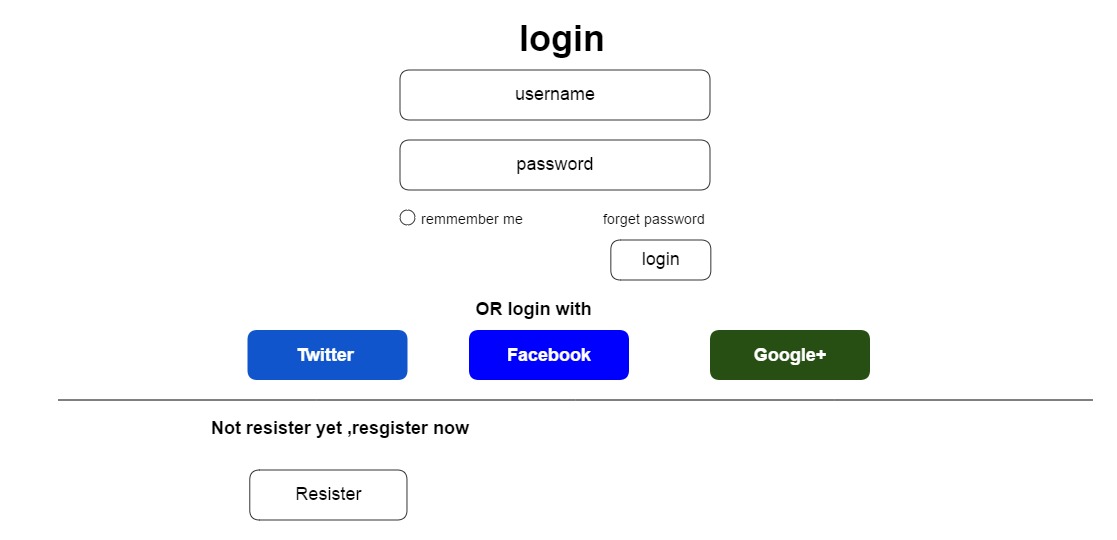 login
username
password
remmember me forget password
login
OR login with
Twitter Facebook Google+
Not resister yet ,resgister now
Resister